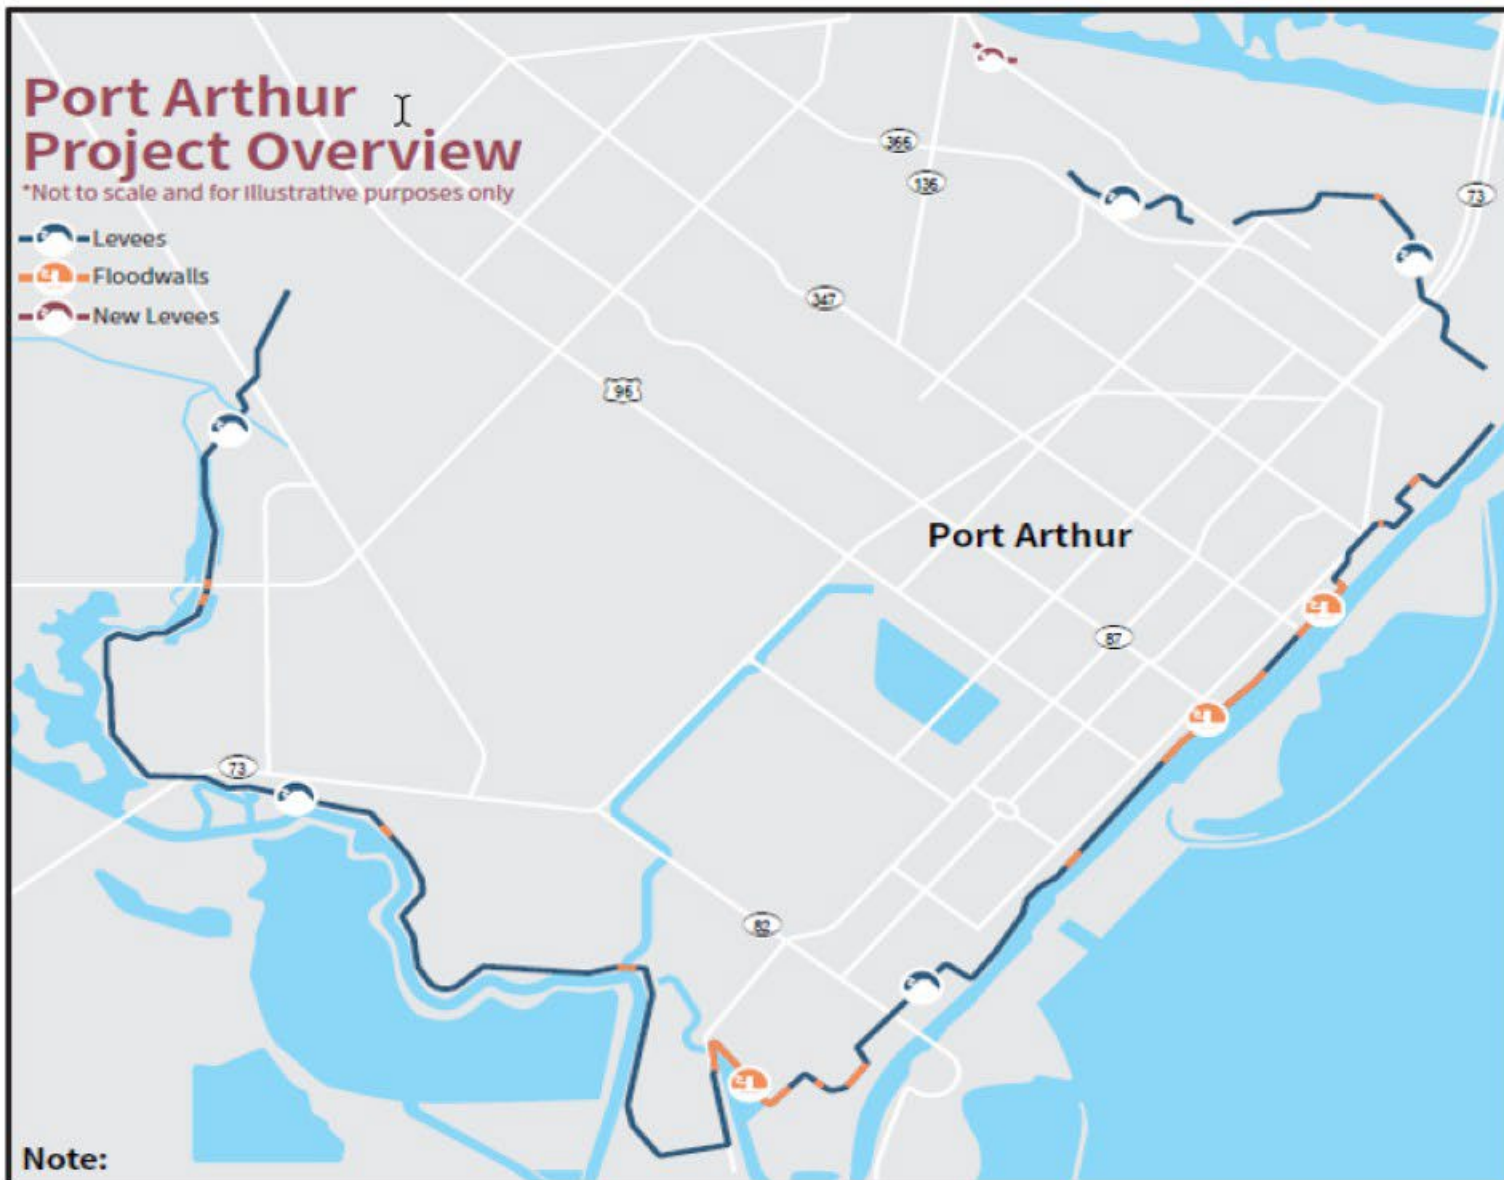 Port Arthur
Project Overview
*Not to scale and for illustrative purposes only
Levees
Floodwalls
New Levees
366
136
73
347
96
Port Arthur
87
73
82
Note: